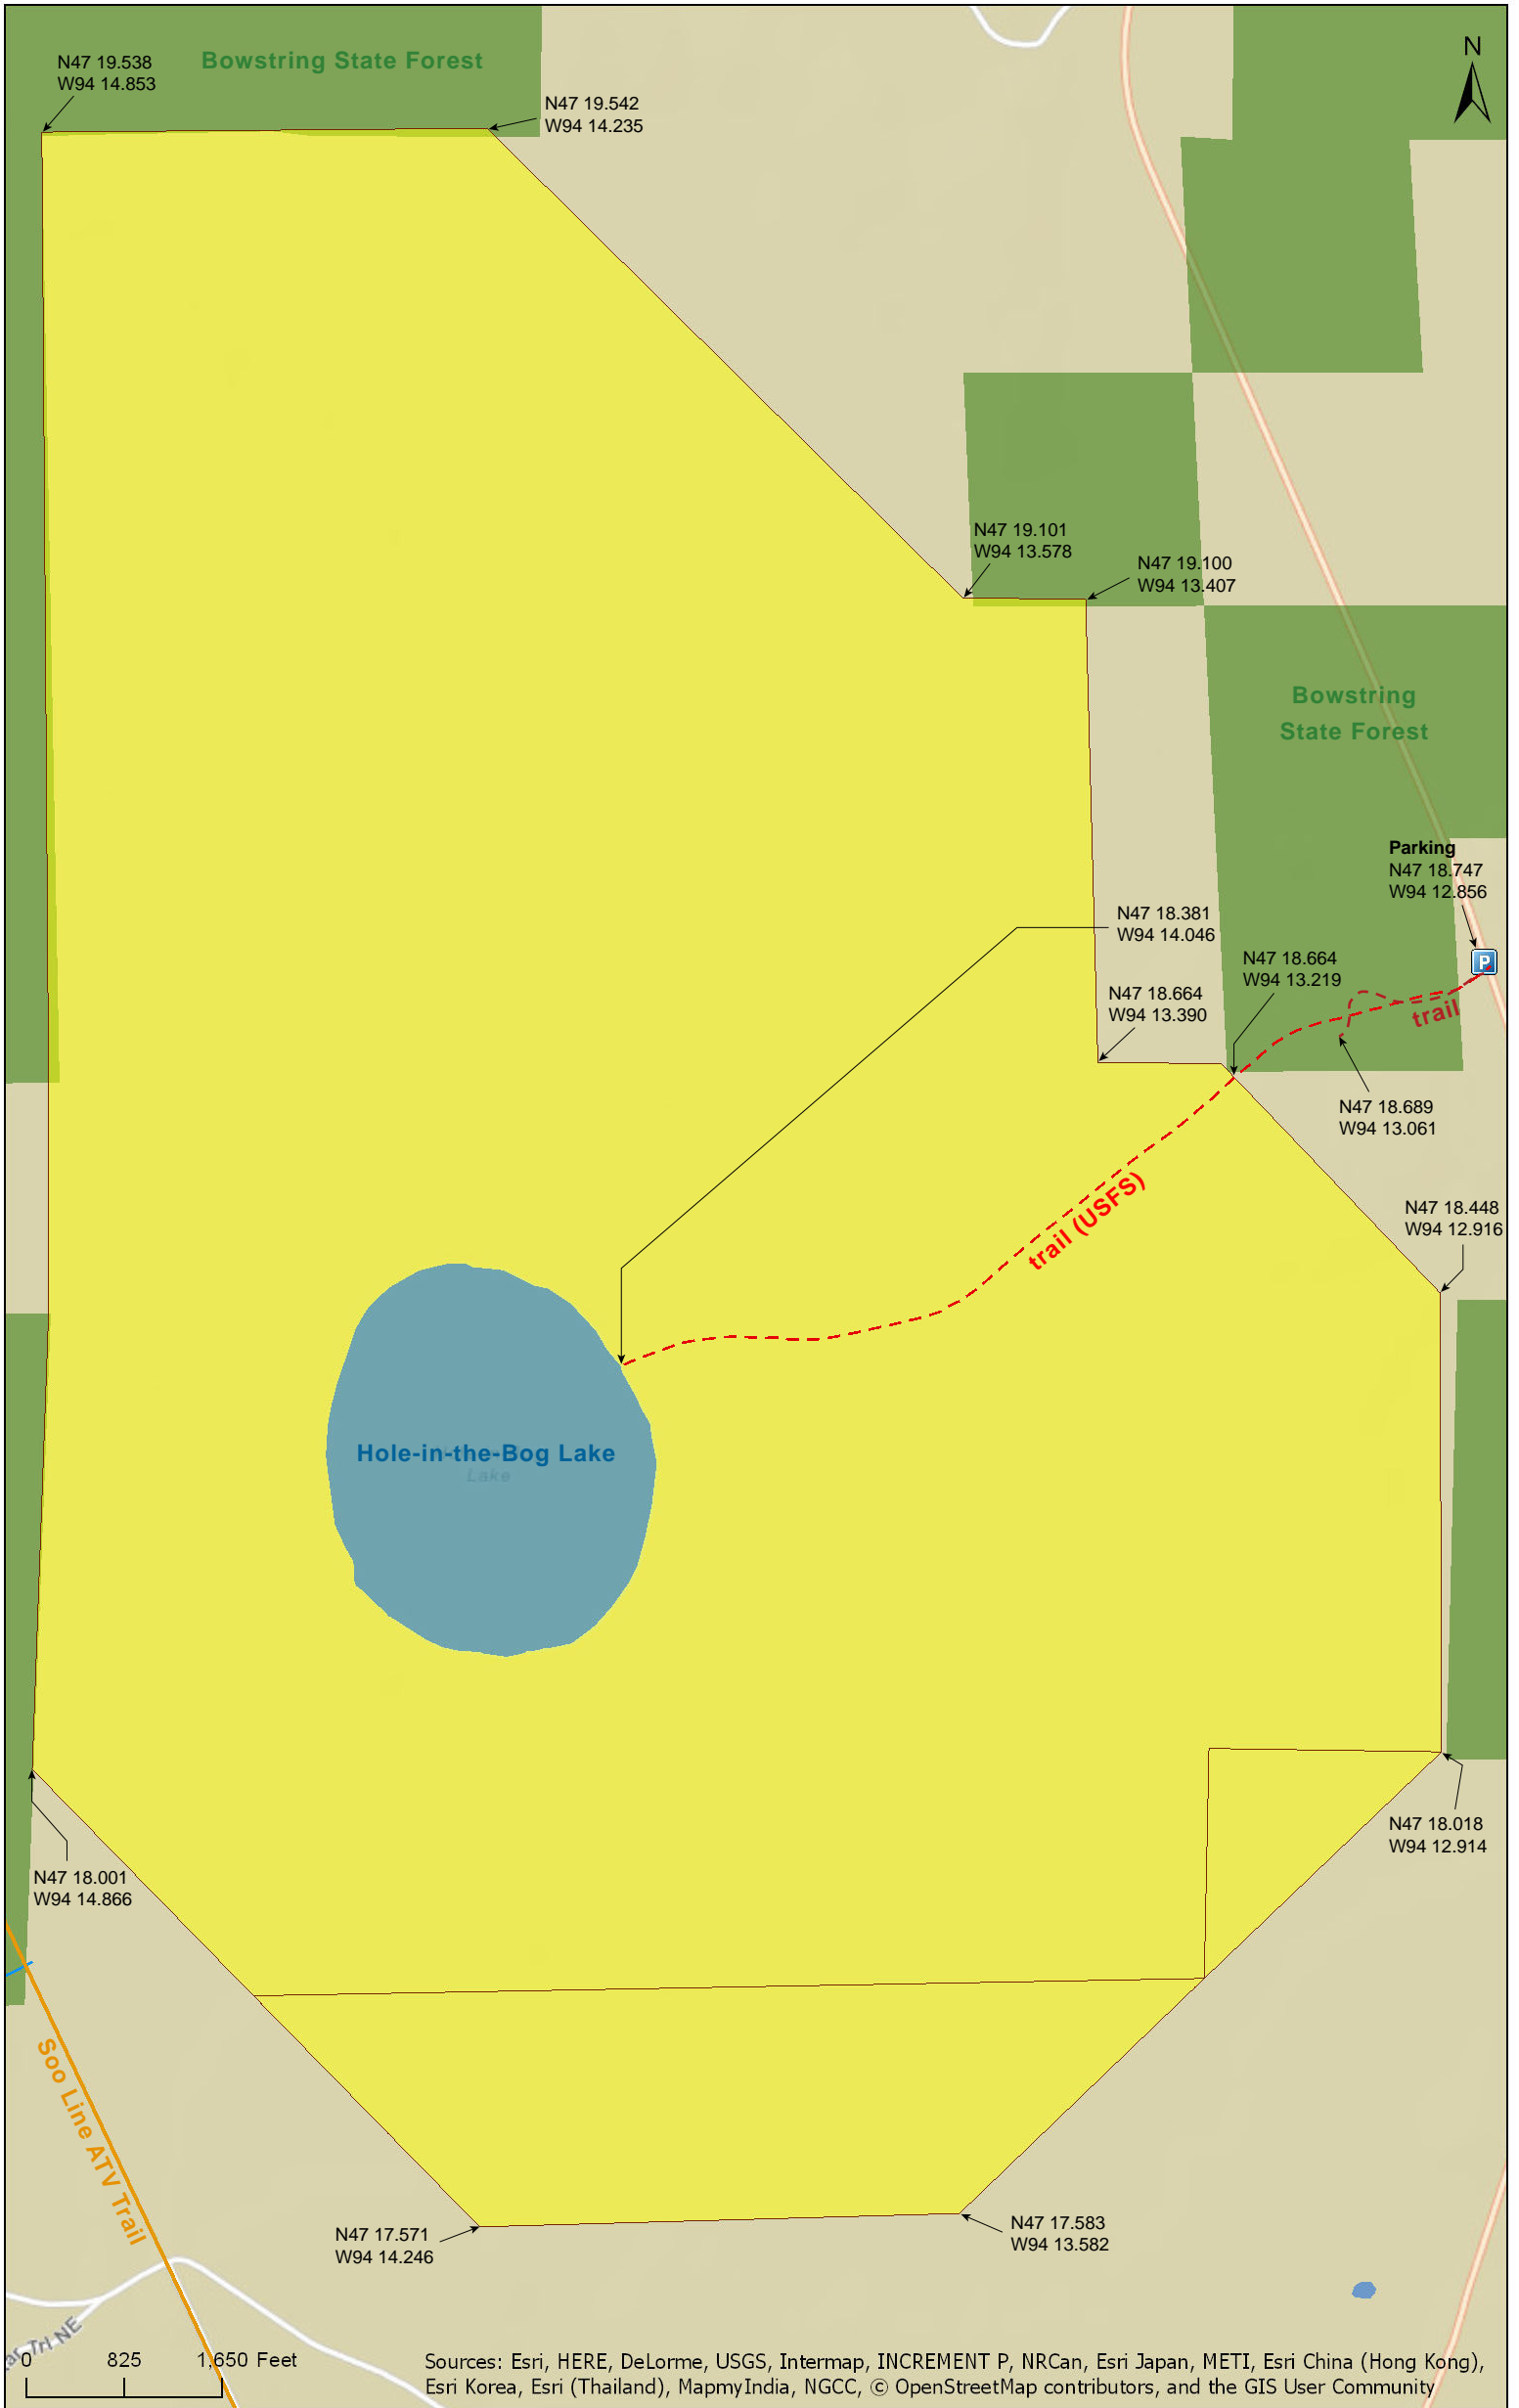 Bowstring State Forest
N
N47 19.538
W94 14.853
N47 19.542
W94 14.235
N47 19.101
W94 13.578
N47 19.100
W94 13.407
Bowstring
State Forest
Parking
N47 18.747
W94 12.856
P
N47 18.381
W94 14.046
N47 18.664
W94 13.219
N47 18.664
W94 13.390
trail
N47 18.689
W94 13.061
trail (USFS)
N47 18.448
W94 12.916
Hole-in-the-Bog Lake
Lake
N47 18.018
W94 12.914
N47 18.001
W94 14.866
Soo Line ATV Trail
N47 17.571
W94 14.246
N47 17.583
W94 13.582
Trl NE
0 825 1,650 Feet
Sources: Esri, HERE, DeLorme, USGS, Intermap, INCREMENT P, NRCan, Esri Japan, METI, Esri China (Hong Kong),
Esri Korea, Esri (Thailand), MapmyIndia, NGCC, © OpenStreetMap contributors, and the GIS User Community